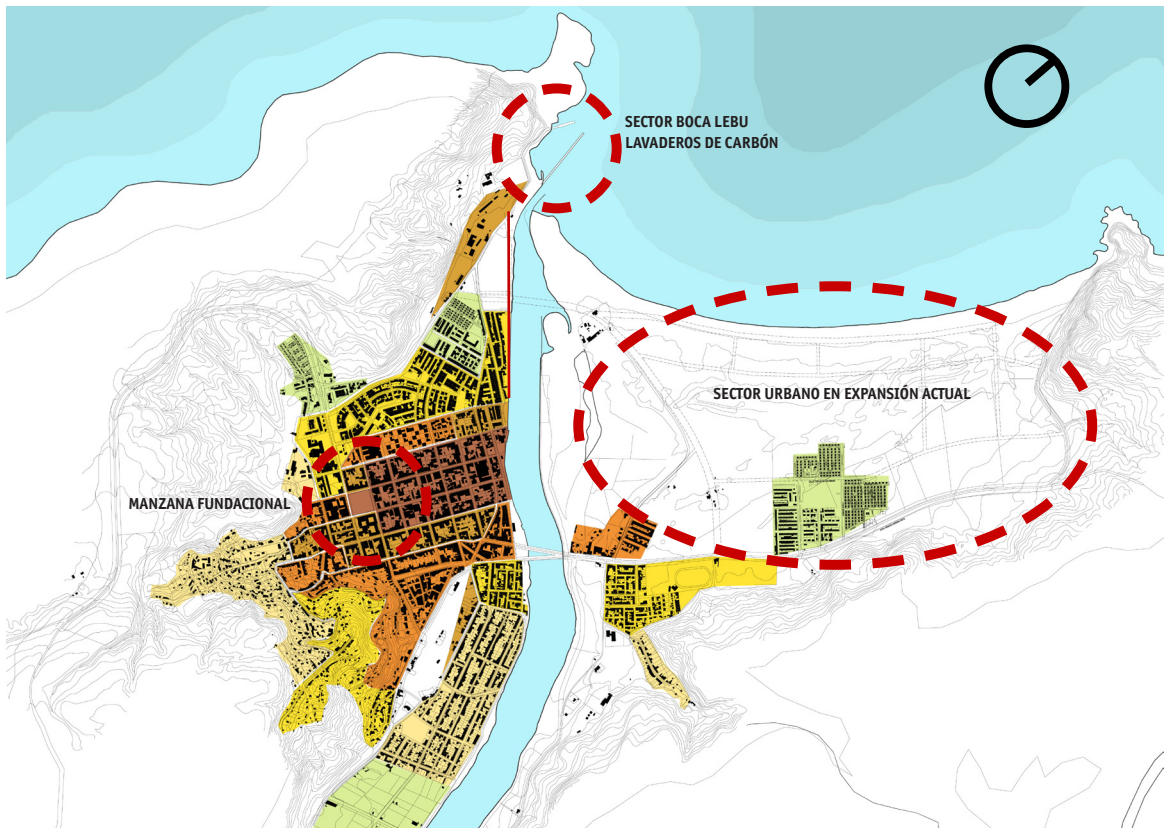 SECTOR BOCA LEBU
LAVADEROS DE CARBÓN
SECTOR URBANO EN EXPANSIÓN ACTUAL
MANZANA FUNDACIONAL